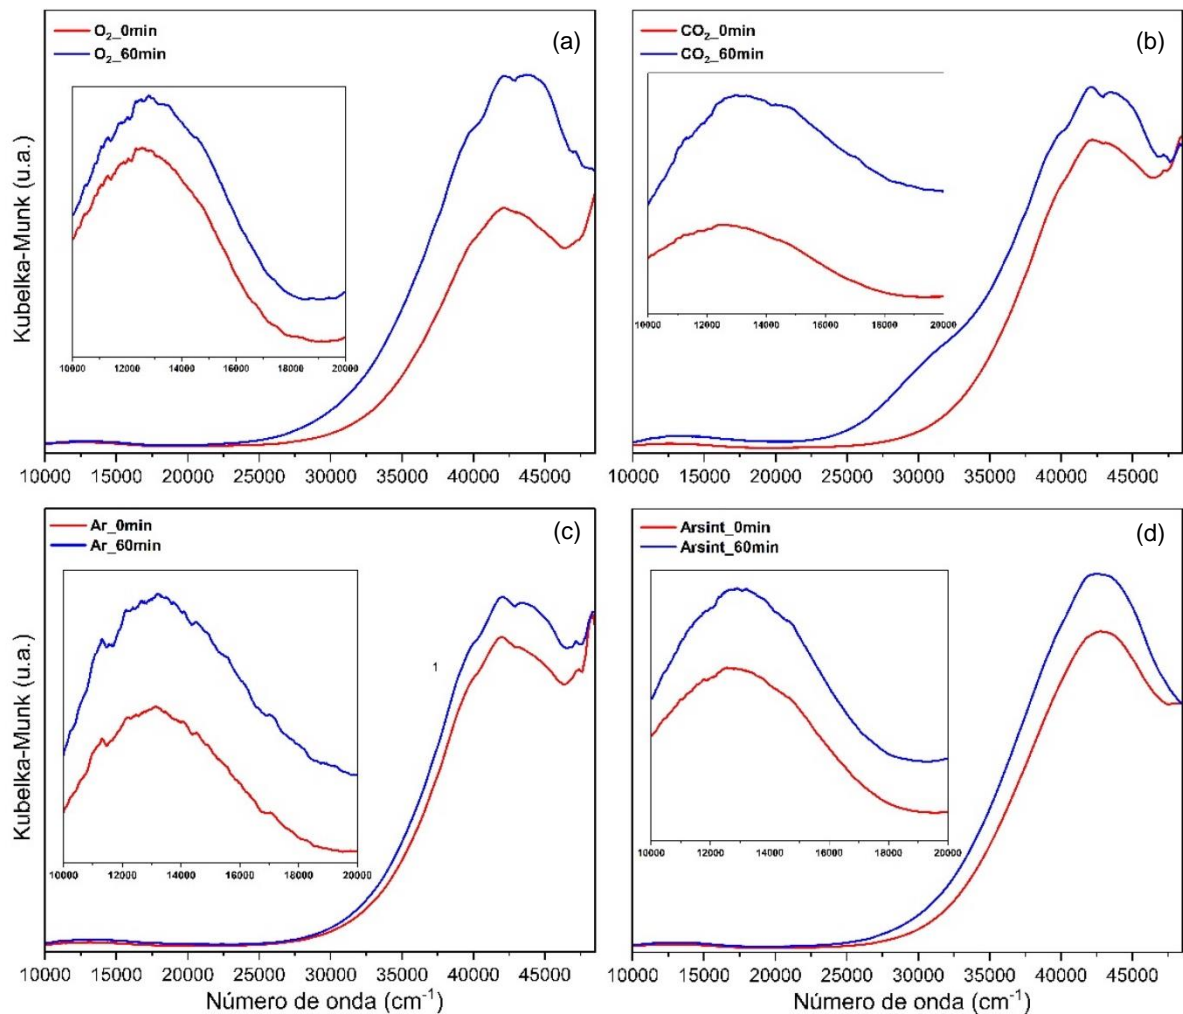 O₂_0min
O₂_60min
(a)
Kubelka-Munk (u.a.)
10000 12000 14000 16000 18000 20000
10000 15000 20000 25000 30000 35000 40000 45000
CO₂_0min
CO₂_60min
(b)
10000 12000 14000 16000 18000 20000
10000 15000 20000 25000 30000 35000 40000 45000
Ar_0min
Ar_60min
(c)
1
Kubelka-Munk (u.a.)
10000 12000 14000 16000 18000 20000
10000 15000 20000 25000 30000 35000 40000 45000
Número de onda (cm⁻¹)
Arsint_0min
Arsint_60min
(d)
10000 12000 14000 16000 18000 20000
10000 15000 20000 25000 30000 35000 40000 45000
Número de onda (cm⁻¹)